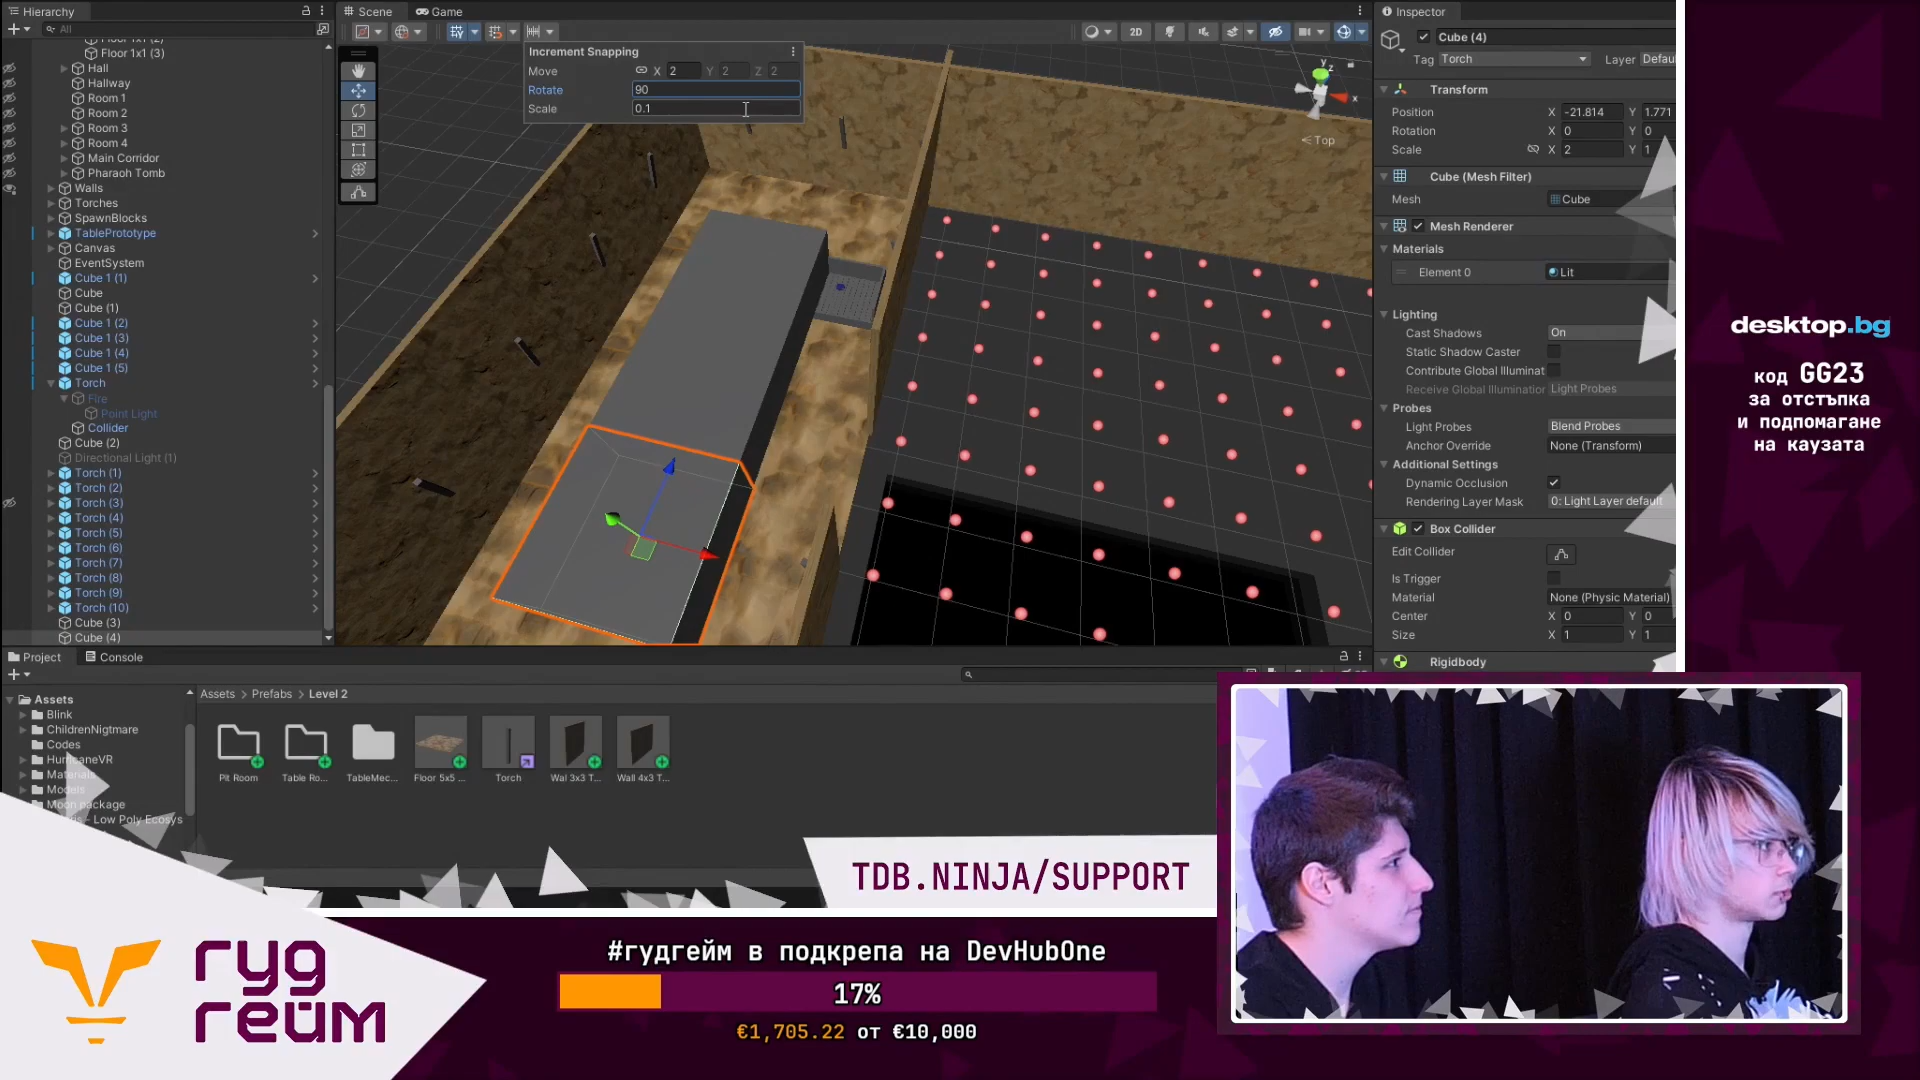 Hierarchy
All
Floor 1x1 (2)
Floor 1x1 (3)
Hall
Hallway
Room 1
Room 2
Room 3
Room 4
Main Corridor
Pharaoh Tomb
Walls
Torches
SpawnBlocks
TablePrototype
Canvas
EventSystem
Cube 1 (1)
Cube
Cube (1)
Cube 1 (2)
Cube 1 (3)
Cube 1 (4)
Cube 1 (5)
Torch
Fire
Point Light
Collider
Cube (2)
Directional Light (1)
Torch (1)
Torch (2)
Torch (3)
Torch (4)
Torch (5)
Torch (6)
Torch (7)
Torch (8)
Torch (9)
Torch (10)
Cube (3)
Cube (4)
Scene Game
2D
Increment Snapping
Move X 2 Y 2 Z 2
Rotate 90
Scale 0.1
y
z
x
Top
Inspector
Cube (4)
Tag Torch Layer Defau
Transform
Position X -21.814 Y 1.771
Rotation X 0 Y 0
Scale X 2 Y 1
Cube (Mesh Filter)
Mesh Cube
Mesh Renderer
Materials
Element 0 Lit
Lighting
Cast Shadows On
Static Shadow Caster
Contribute Global Illuminat
Receive Global Illumination Light Probes
Probes
Light Probes Blend Probes
Anchor Override None (Transform)
Additional Settings
Dynamic Occlusion
Rendering Layer Mask 0: Light Layer default
Box Collider
Edit Collider
Is Trigger
Material None (Physic Material)
Center X 0 Y 0
Size X 1 Y 1
Rigidbody
Project Console
Assets
Blink
ChildrenNigtmare
Codes
HurricaneVR
Materials
Models
Moon package
- Low Poly Ecosys
Assets > Prefabs > Level 2
Pit Room
Table Ro...
TableMec...
Floor 5x5 ...
Torch
Wal 3x3 T...
Wall 4x3 T...
desktop.bg
код GG23
за отстъпка
и подпомагане
на каузата
TDB.NINJA/SUPPORT
гуд
гейм
#гудгейм в подкрепа на DevHubOne
17%
€1,705.22 от €10,000